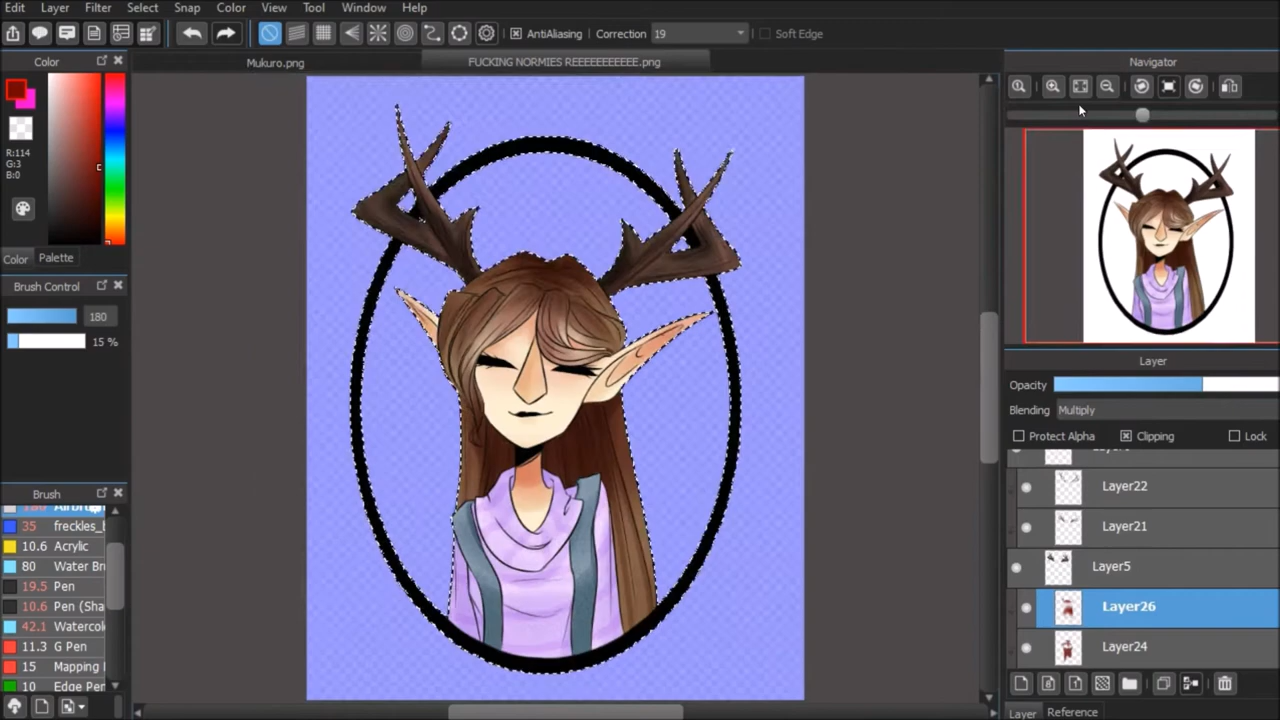 Edit Layer Filter Select Snap Color View Tool Window Help
AntiAliasing Correction 19 Soft Edge
Color
Mukuro.png FUCKING NORMIES REEEEEEEEEEE.png
Navigator
R:114
G:3
B:0
Color Palette
Brush Control
180
15 %
Layer
Opacity
Blending Multiply
Protect Alpha Clipping Lock
Layer22
Layer21
Layer5
Layer26
Layer24
Brush
35 freckles_b
10.6 Acrylic
80 Water Bru
19.5 Pen
10.6 Pen (Sha
42.1 Watercolo
11.3 G Pen
15 Mapping
10 Edge Pen
Layer Reference